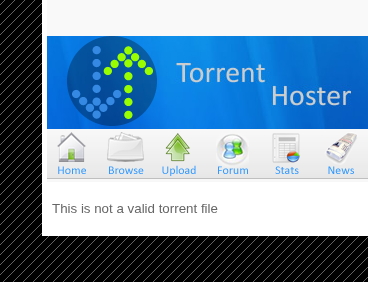 Torrent
Hoster
Home Browse Upload Forum Stats News
This is not a valid torrent file